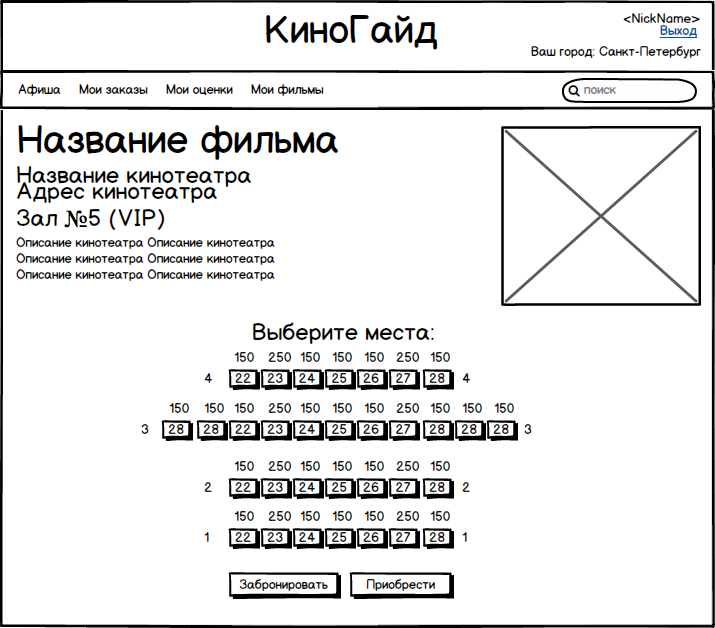 КиноГайд
<NickName>
Выход
Ваш город: Санкт-Петербург
Афиша Мои заказы Мои оценки Мои фильмы поиск
Название фильма
Название кинотеатра
Адрес кинотеатра
Зал №5 (VIP)
Описание кинотеатра Описание кинотеатра
Описание кинотеатра Описание кинотеатра
Описание кинотеатра Описание кинотеатра
Выберите места:
150 250 150 150 150 250 150
4 22 23 24 25 26 27 28 4
150 150 150 250 150 150 150 250 150 150 150
3 28 28 22 23 24 25 26 27 28 28 28 3
150 250 150 150 150 250 150
2 22 23 24 25 26 27 28 2
150 250 150 150 150 250 150
1 22 23 24 25 26 27 28 1
Забронировать Приобрести